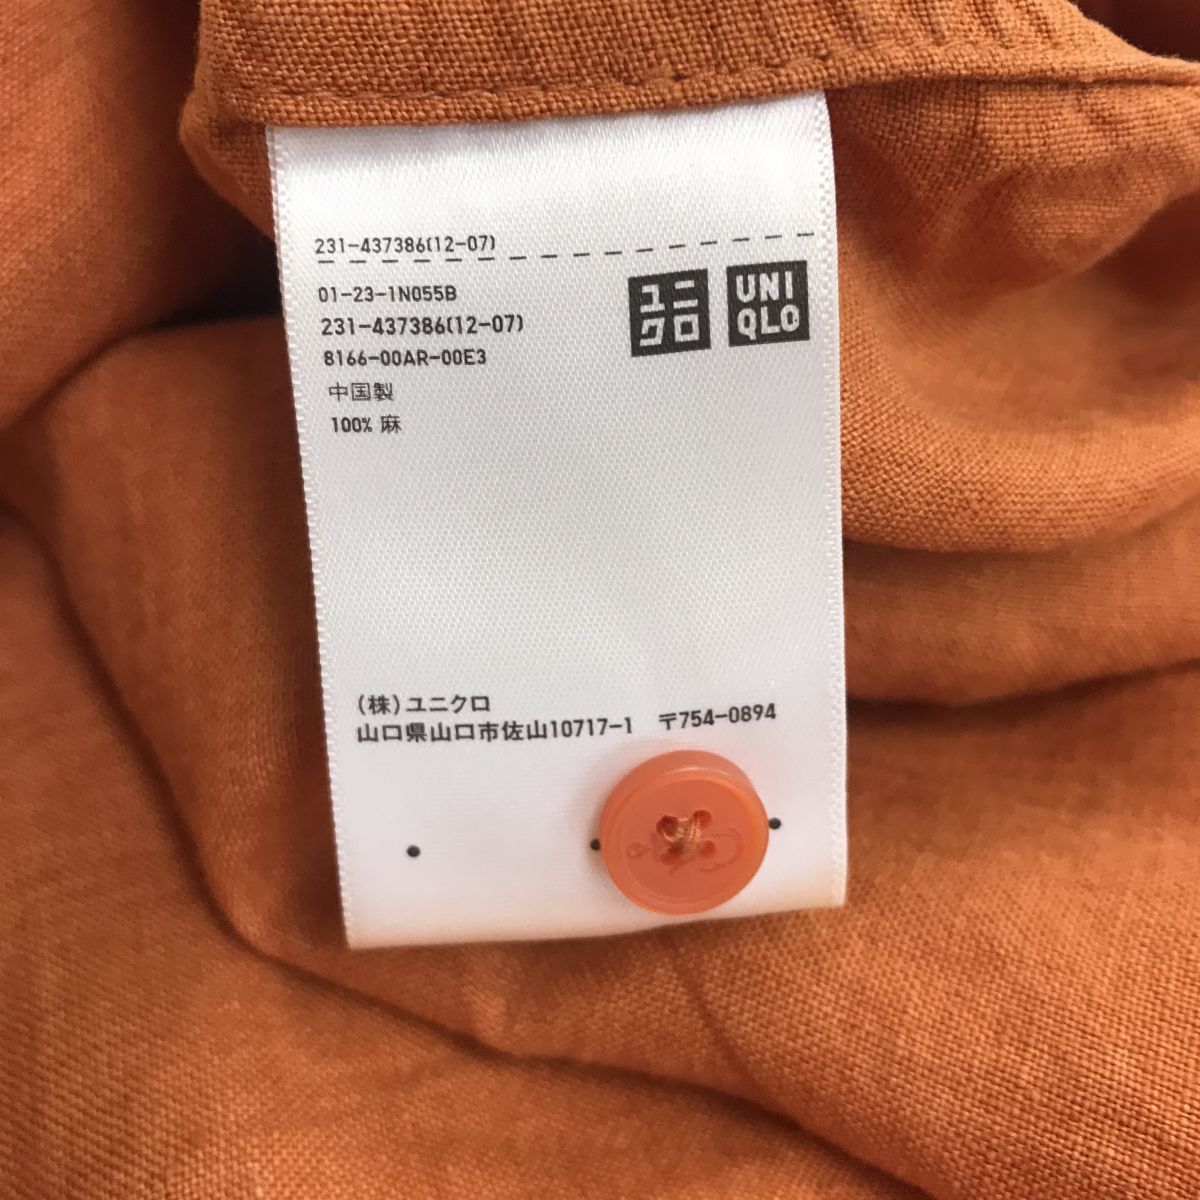 231-437386(12-07)
01-23-1N055B
231-437386(12-07)
8166-00AR-00E3
中国製
100% 麻
ユニ
クロ
UNI
QLO
(株)ユニクロ
山口県山口市佐山10717-1 〒754-0894